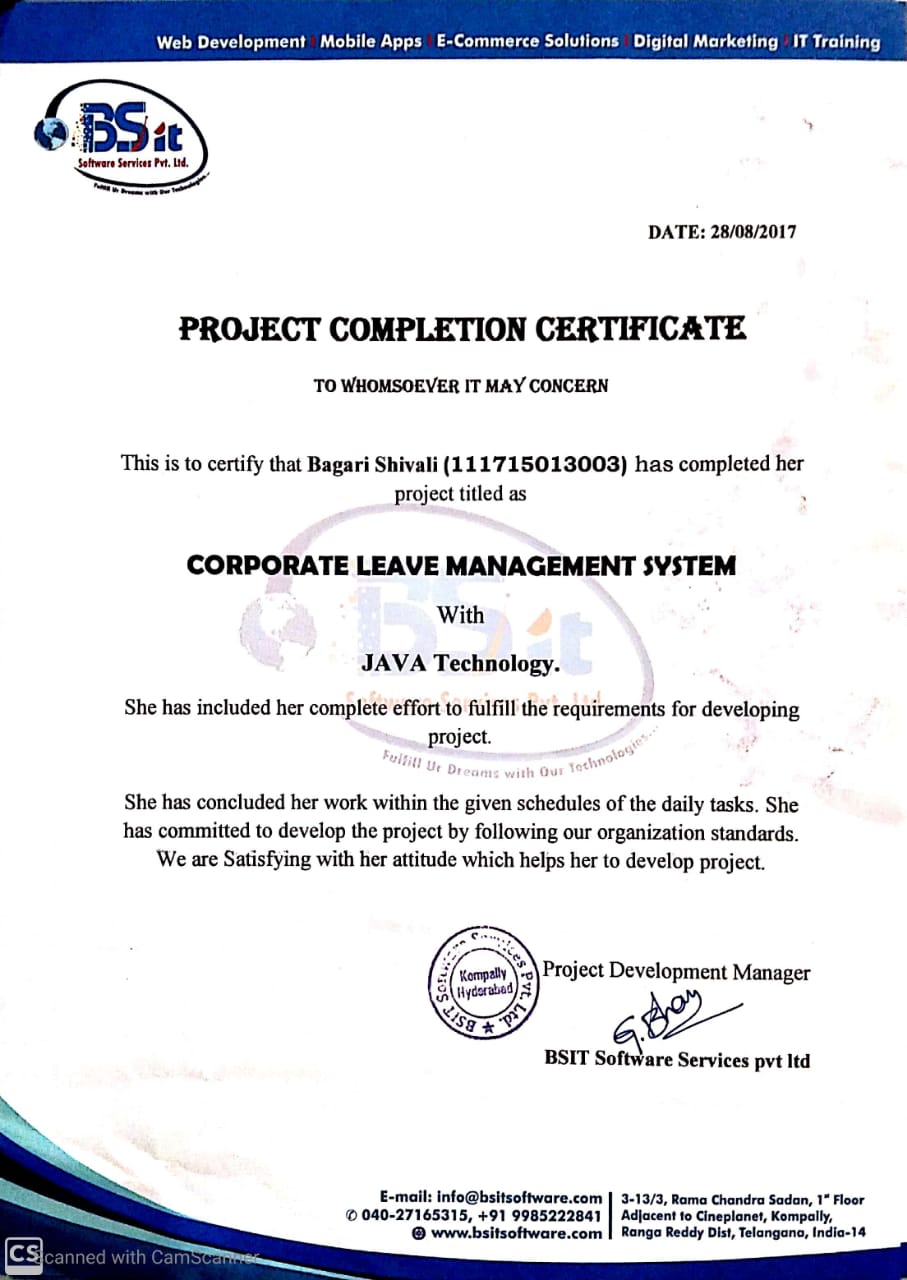 Web Development | Mobile Apps | E-Commerce Solutions | Digital Marketing | IT Training
BSit
Software Services Pvt. Ltd.
Fulfill Ur Dreams with Our Technologies...
DATE: 28/08/2017
PROJECT COMPLETION CERTIFICATE
TO WHOMSOEVER IT MAY CONCERN
This is to certify that Bagari Shivali (111715013003) has completed her
project titled as
CORPORATE LEAVE MANAGEMENT SYSTEM
With
BSit
JAVA Technology.
Software Services Pvt. Ltd.
She has included her complete effort to fulfill the requirements for developing
project.
Fulfill Ur Dreams with Our Technologies...
She has concluded her work within the given schedules of the daily tasks. She
has committed to develop the project by following our organization standards.
We are Satisfying with her attitude which helps her to develop project.
BSIT Software Services Pvt. Ltd.
Kompally
Hyderabad
Project Development Manager
G. Bhay
BSIT Software Services pvt ltd
E-mail: info@bsitsoftware.com
040-27165315, +91 9985222841
www.bsitsoftware.com
3-13/3, Rama Chandra Sadan, 1st Floor
Adjacent to Cineplanet, Kompally,
Ranga Reddy Dist, Telangana, India-14
CS Scanned with CamScanner